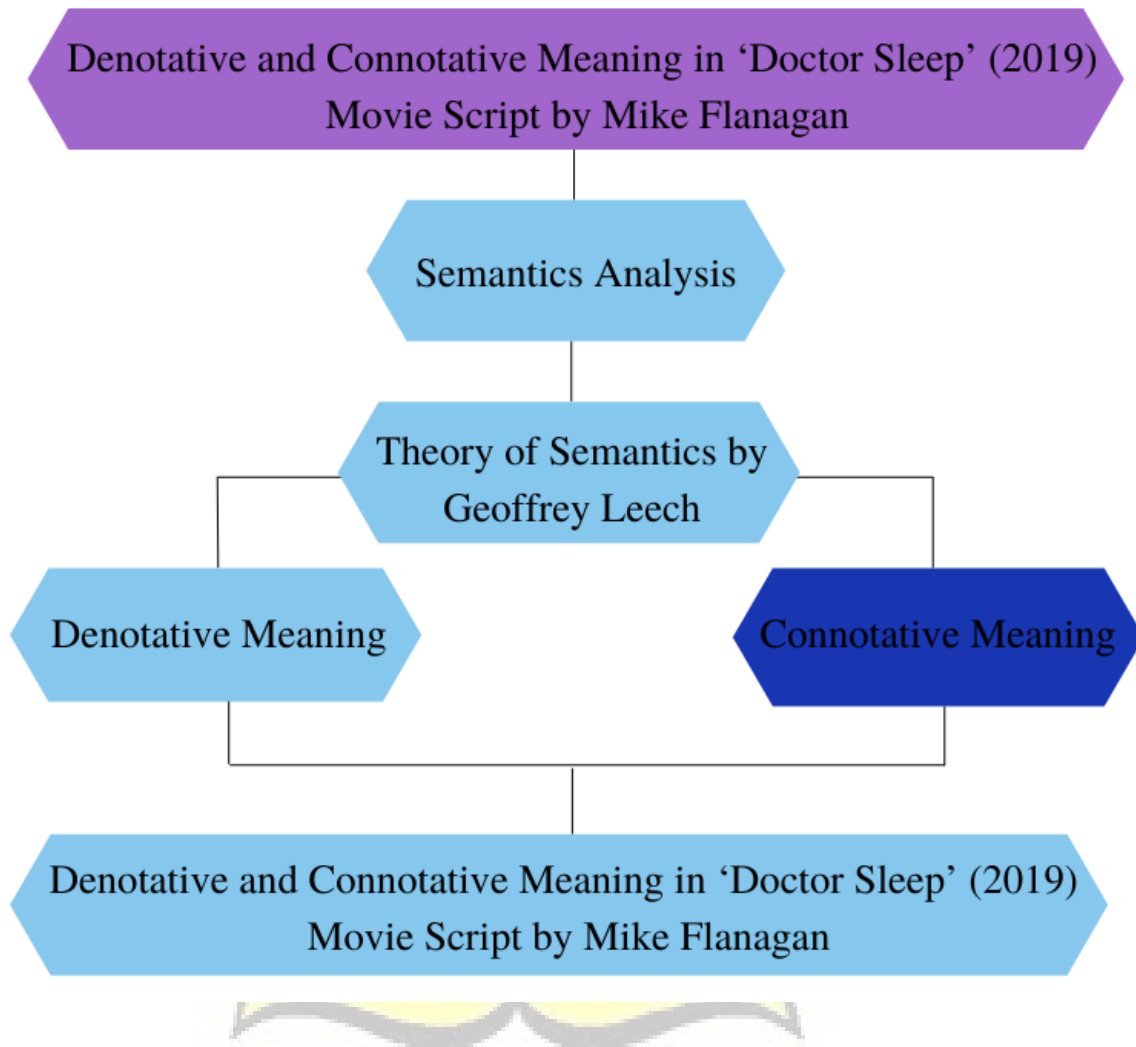 Denotative and Connotative Meaning in ‘Doctor Sleep’ (2019)
Movie Script by Mike Flanagan
Semantics Analysis
Theory of Semantics by
Geoffrey Leech
Denotative Meaning
Connotative Meaning
Denotative and Connotative Meaning in ‘Doctor Sleep’ (2019)
Movie Script by Mike Flanagan